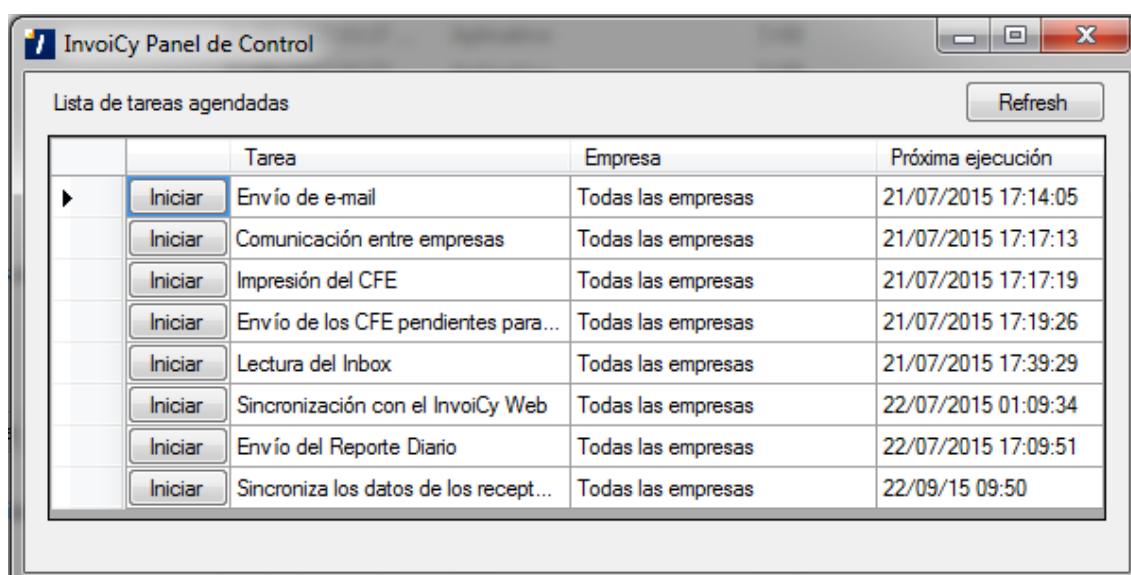 InvoiCy Panel de Control
Lista de tareas agendadas
Refresh
Tarea Empresa Próxima ejecución
Iniciar Envío de e-mail Todas las empresas 21/07/2015 17:14:05
Iniciar Comunicación entre empresas Todas las empresas 21/07/2015 17:17:13
Iniciar Impresión del CFE Todas las empresas 21/07/2015 17:17:19
Iniciar Envío de los CFE pendientes para... Todas las empresas 21/07/2015 17:19:26
Iniciar Lectura del Inbox Todas las empresas 21/07/2015 17:39:29
Iniciar Sincronización con el InvoiCy Web Todas las empresas 22/07/2015 01:09:34
Iniciar Envío del Reporte Diario Todas las empresas 22/07/2015 17:09:51
Iniciar Sincroniza los datos de los recept... Todas las empresas 22/09/15 09:50